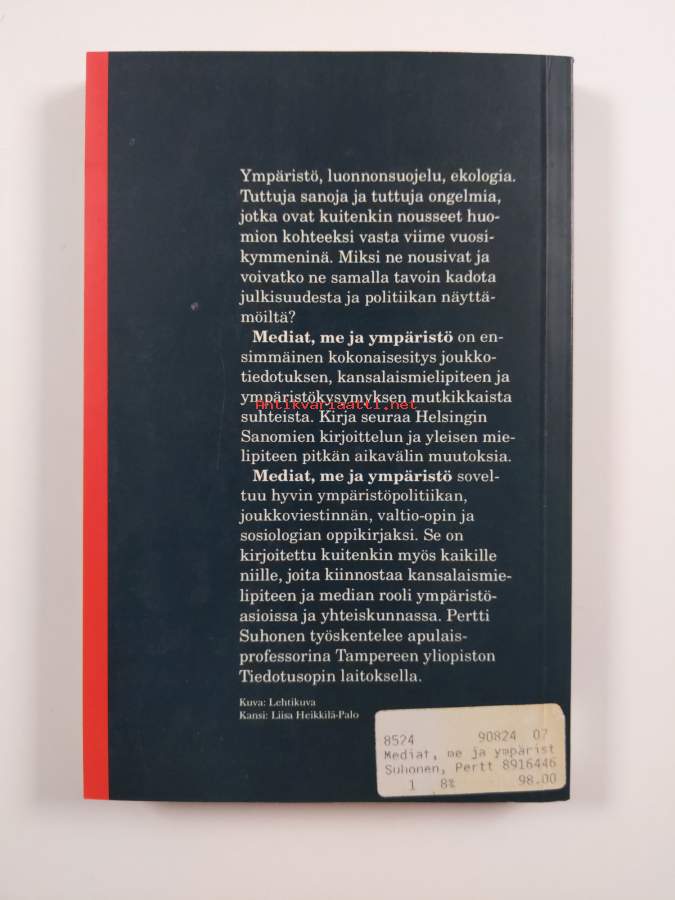 Ympäristö, luonnonsuojelu, ekologia.
Tuttuja sanoja ja tuttuja ongelmia,
jotka ovat kuitenkin nousseet huo-
mion kohteeksi vasta viime vuosi-
kymmeninä. Miksi ne nousivat ja
voivatko ne samalla tavoin kadota
julkisuudesta ja politiikan näyttä-
möiltä?
Mediat, me ja ympäristö on en-
simmäinen kokonaisesitys joukko-
tiedotuksen, kansalaismielipiteen ja
ympäristökysymyksen mutkikkaista
Antikvariaatti.net
suhteista. Kirja seuraa Helsingin
Sanomien kirjoittelun ja yleisen mie-
lipiteen pitkän aikavälin muutoksia.
Mediat, me ja ympäristö sovel-
tuu hyvin ympäristöpolitiikan,
joukkoviestinnän, valtio-opin ja
sosiologian oppikirjaksi. Se on
kirjoitettu kuitenkin myös kaikille
niille, joita kiinnostaa kansalaismie-
lipiteen ja median rooli ympäristö-
asioissa ja yhteiskunnassa. Pertti
Suhonen työskentelee apulais-
professorina Tampereen yliopiston
Tiedotusopin laitoksella.
Kuva: Lehtikuva
Kansi: Liisa Heikkilä-Palo
8524 90824 07
Mediat, me ja ympärist
Suhonen, Pertt 8916446
1 8% 98.00